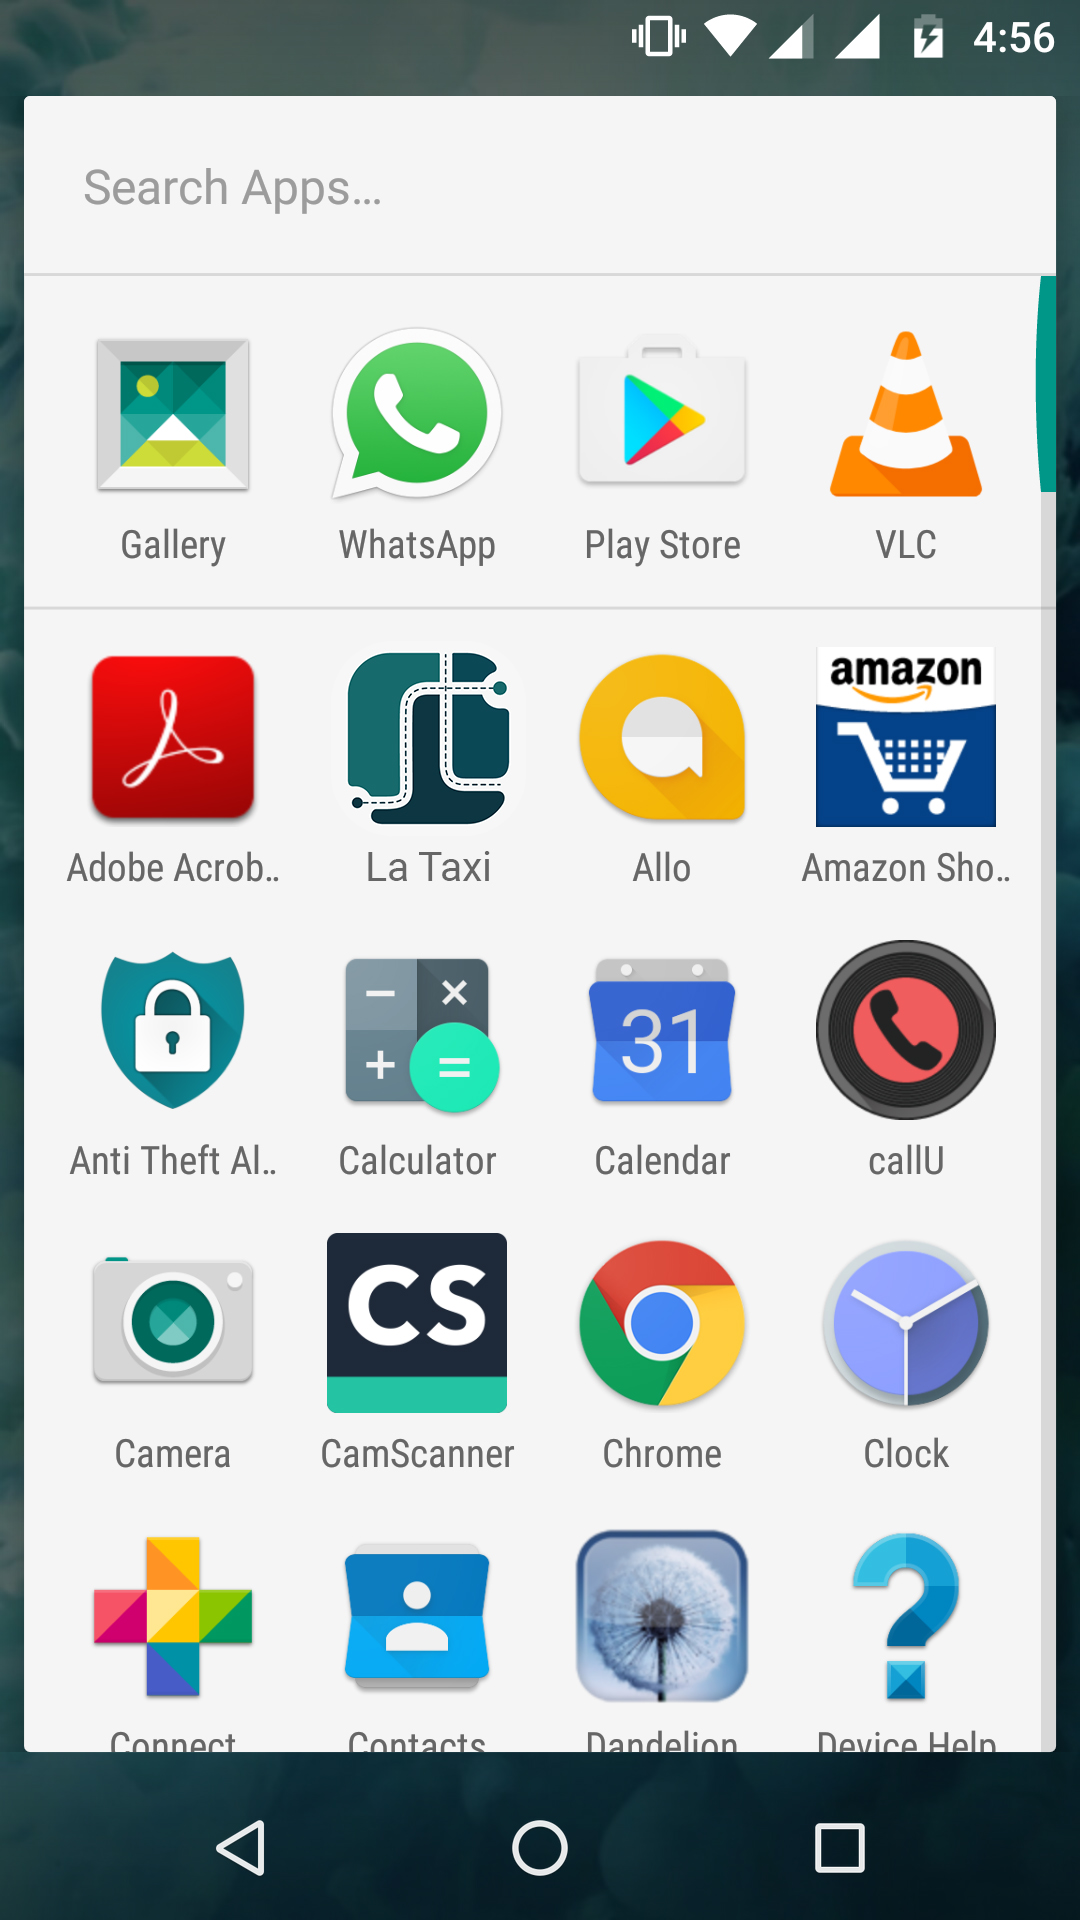 4:56
Search Apps...
Gallery WhatsApp Play Store VLC
amazon
Adobe Acrob.. La Taxi Allo Amazon Sho..
31
Anti Theft Al.. Calculator Calendar callU
CS
Camera CamScanner Chrome Clock
Connect Contacts Dandelion Device Help